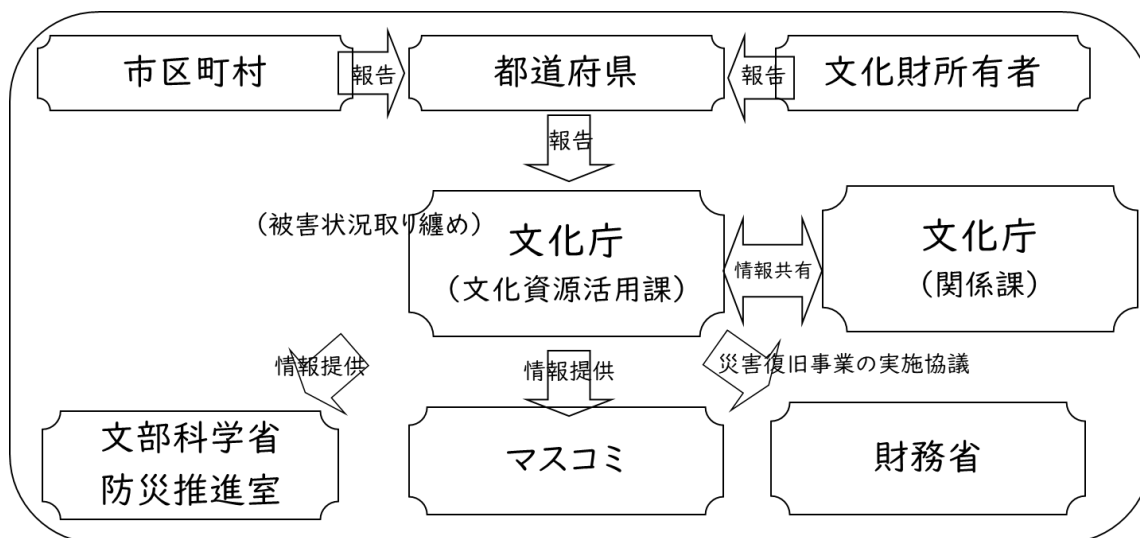 市区町村
報告
都道府県
報告
文化財所有者
報告
（被害状況取り纏め）
文化庁
（文化資源活用課）
情報共有
文化庁
（関係課）
情報提供
情報提供
災害復旧事業の実施協議
文部科学省
防災推進室
マスコミ
財務省